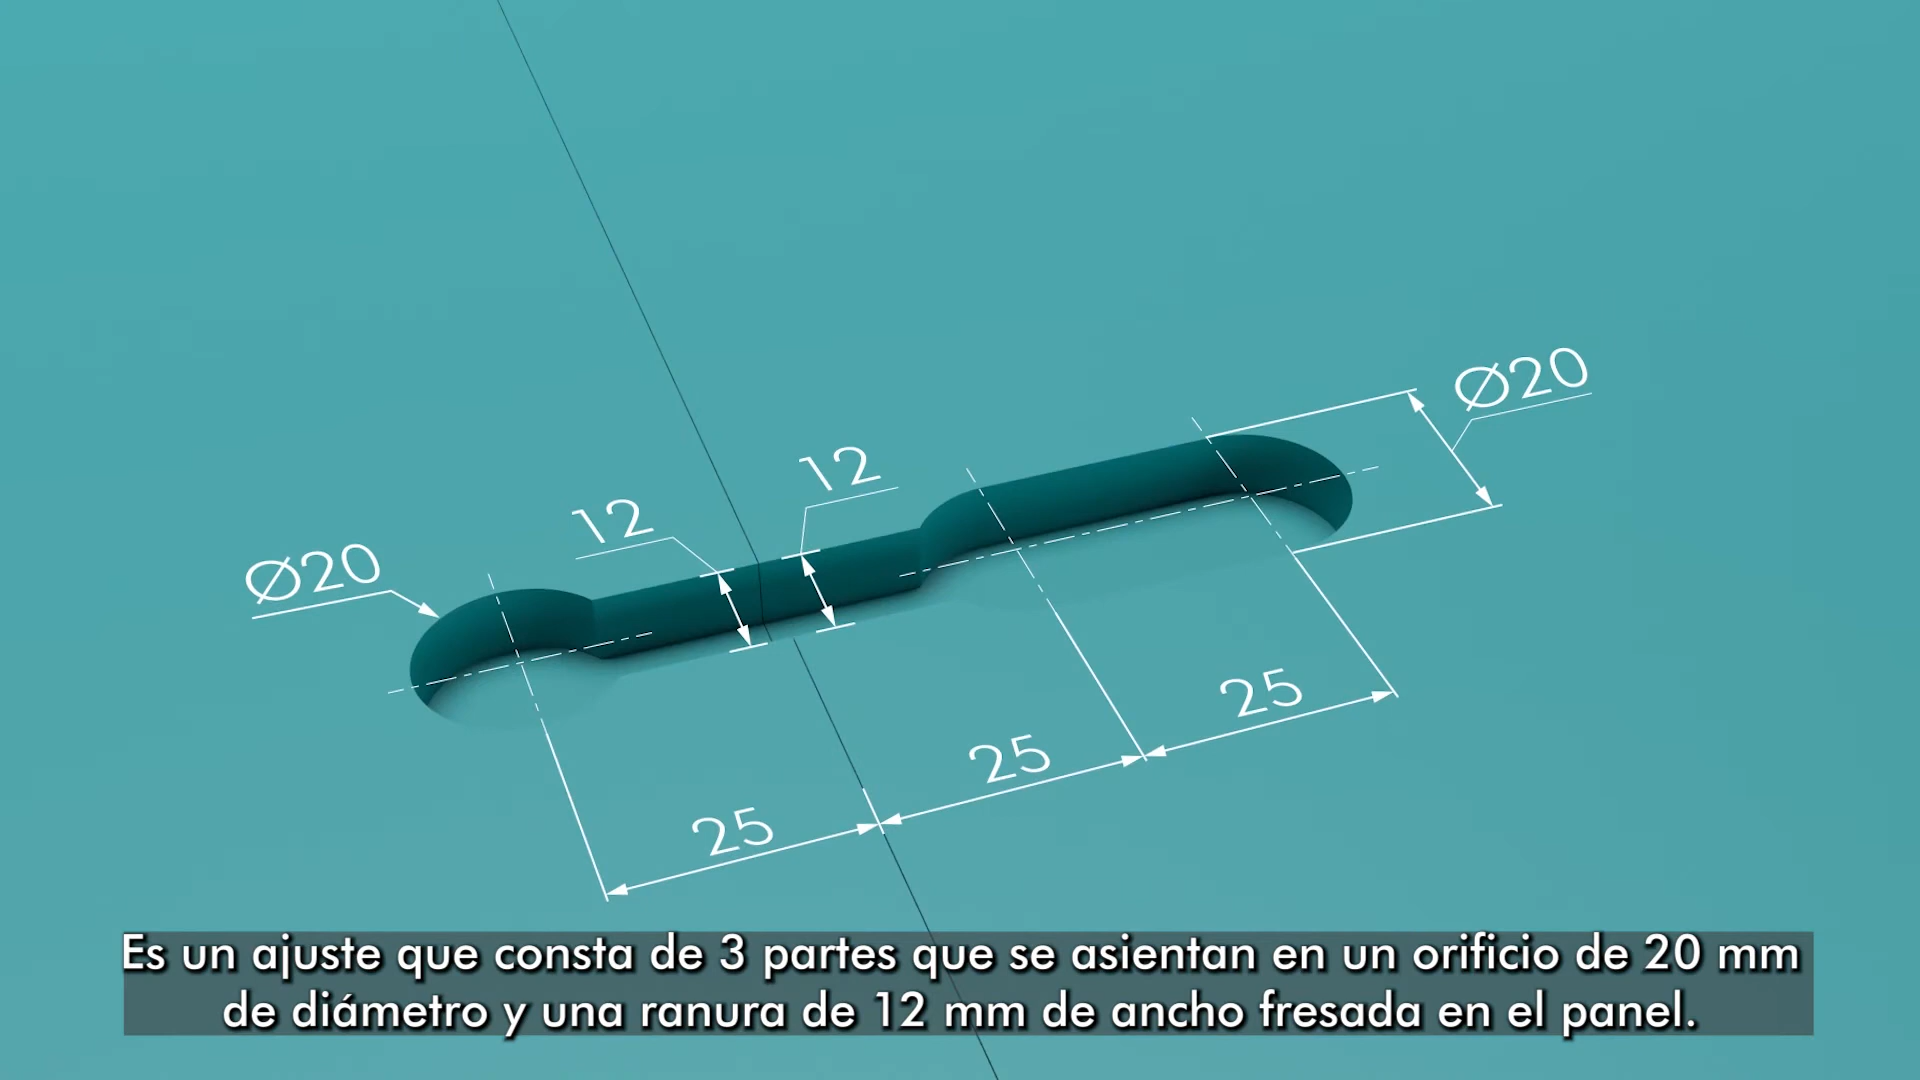 Ø20
12
12
Ø20
25
25
25
Es un ajuste que consta de 3 partes que se asientan en un orificio de 20 mm
de diámetro y una ranura de 12 mm de ancho fresada en el panel.